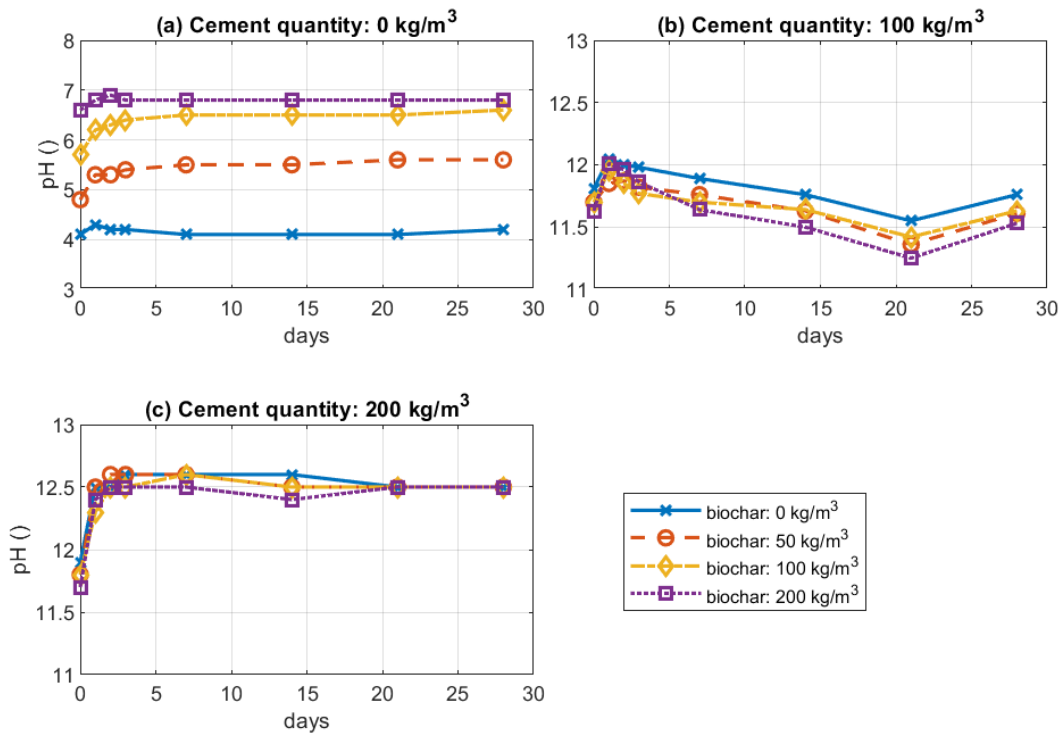 (a) Cement quantity: 0 kg/m³
8
7
6
5
4
3
pH ()
0 5 10 15 20 25 30
days
(b) Cement quantity: 100 kg/m³
13
12.5
12
11.5
11
0 5 10 15 20 25 30
days
(c) Cement quantity: 200 kg/m³
13
12.5
12
11.5
11
pH ()
0 5 10 15 20 25 30
days
biochar: 0 kg/m³
biochar: 50 kg/m³
biochar: 100 kg/m³
biochar: 200 kg/m³